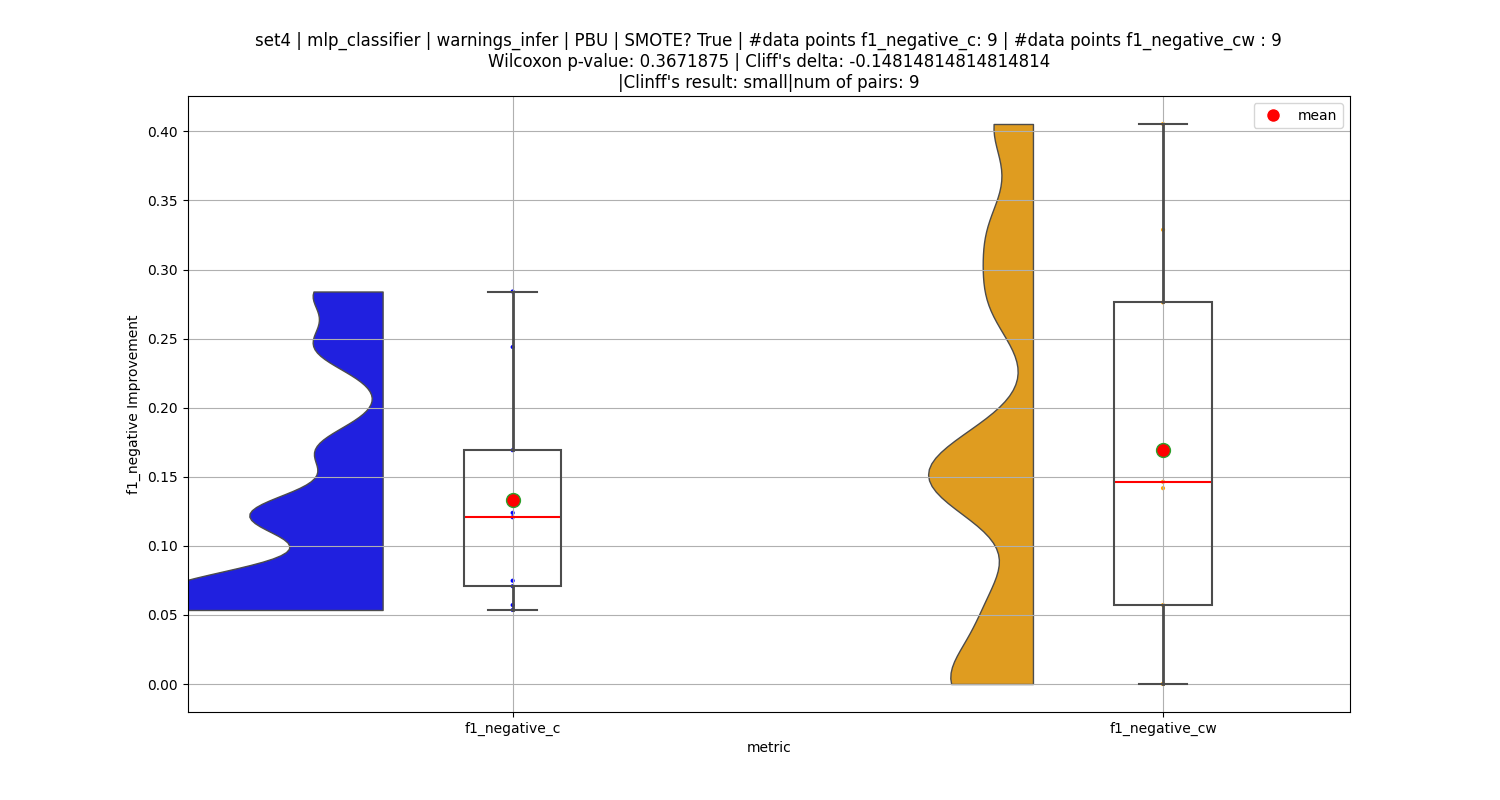 set4 | mlp_classifier | warnings_infer | PBU | SMOTE? True | #data points f1_negative_c: 9 | #data points f1_negative_cw : 9
Wilcoxon p-value: 0.3671875 | Cliff's delta: -0.14814814814814814
|Clinff's result: small|num of pairs: 9
mean
0.40
0.35
0.30
0.25
0.20
0.15
0.10
0.05
0.00
f1_negative Improvement
f1_negative_c
f1_negative_cw
metric